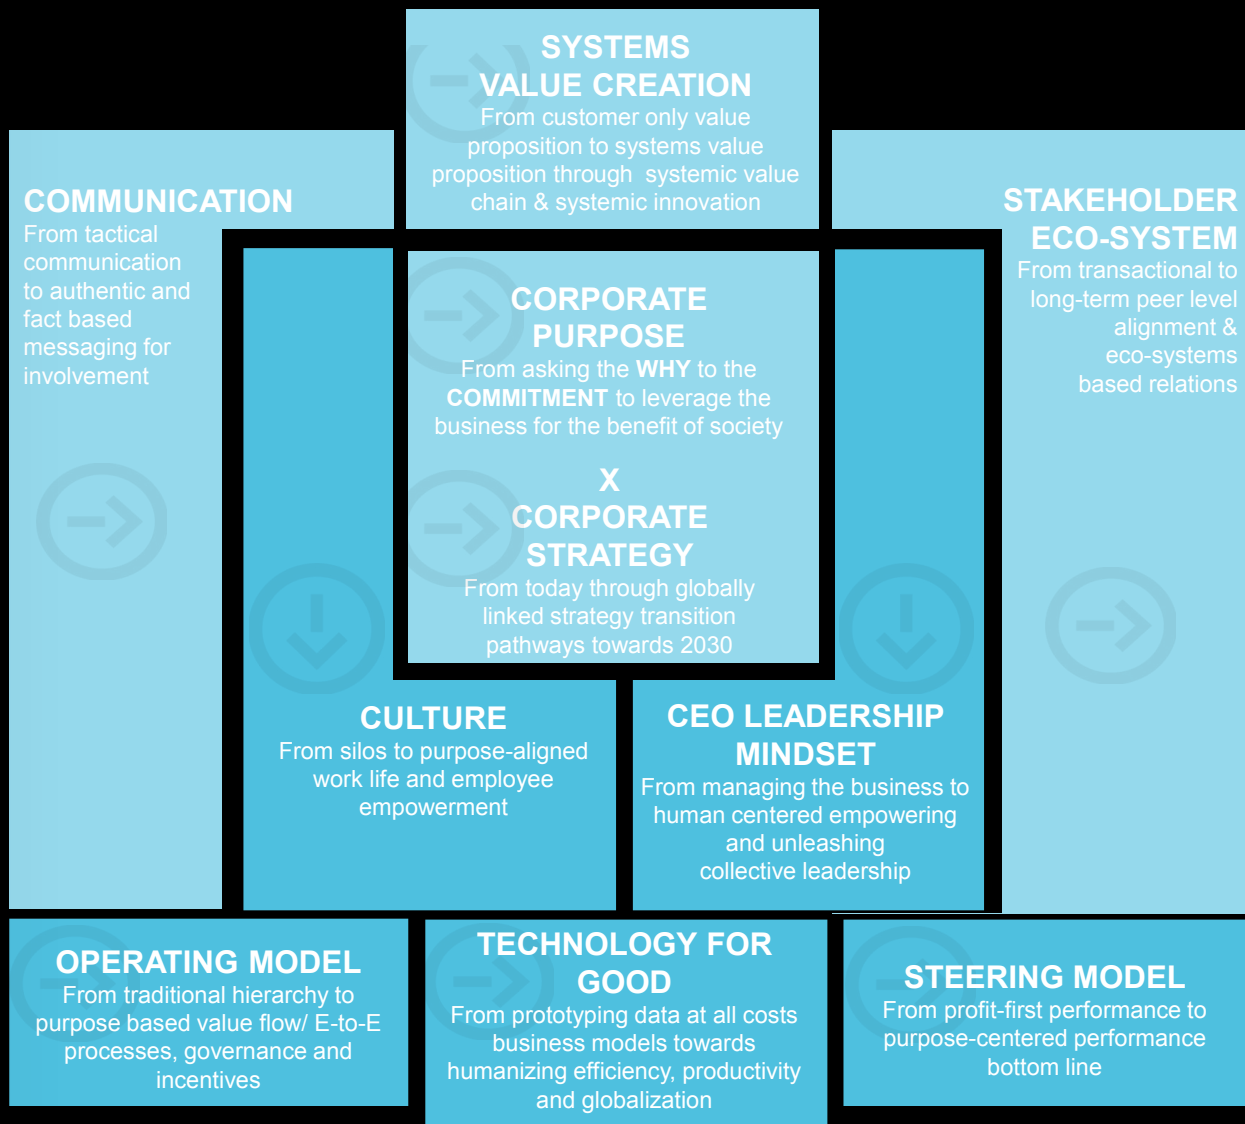 SYSTEMS
VALUE CREATION
From customer only value
proposition to systems value
proposition through systemic value
chain & systemic innovation
COMMUNICATION
From tactical
communication
to authentic and
fact based
messaging for
involvement
STAKEHOLDER
ECO-SYSTEM
From transactional to
long-term peer level
alignment &
eco-systems
based relations
CORPORATE
PURPOSE
From asking the WHY to the
COMMITMENT to leverage the
business for the benefit of society
X
CORPORATE
STRATEGY
From today through globally
linked strategy transition
pathways towards 2030
CULTURE
From silos to purpose-aligned
work life and employee
empowerment
CEO LEADERSHIP
MINDSET
From managing the business to
human centered empowering
and unleashing
collective leadership
OPERATING MODEL
From traditional hierarchy to
purpose based value flow/ E-to-E
processes, governance and
incentives
TECHNOLOGY FOR
GOOD
From prototyping data at all costs
business models towards
humanizing efficiency, productivity
and globalization
STEERING MODEL
From profit-first performance to
purpose-centered performance
bottom line